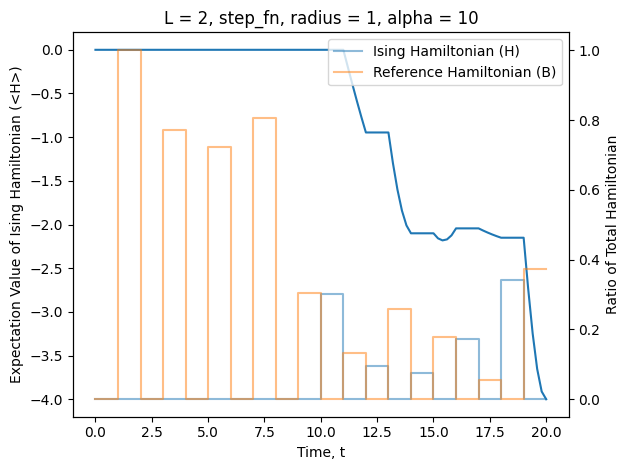 L = 2, step_fn, radius = 1, alpha = 10
Ising Hamiltonian (H)
Reference Hamiltonian (B)
Expectation Value of Ising Hamiltonian (<H>)
0.0
−0.5
−1.0
−1.5
−2.0
−2.5
−3.0
−3.5
−4.0
1.0
0.8
0.6
0.4
0.2
0.0
Ratio of Total Hamiltonian
0.0 2.5 5.0 7.5 10.0 12.5 15.0 17.5 20.0
Time, t